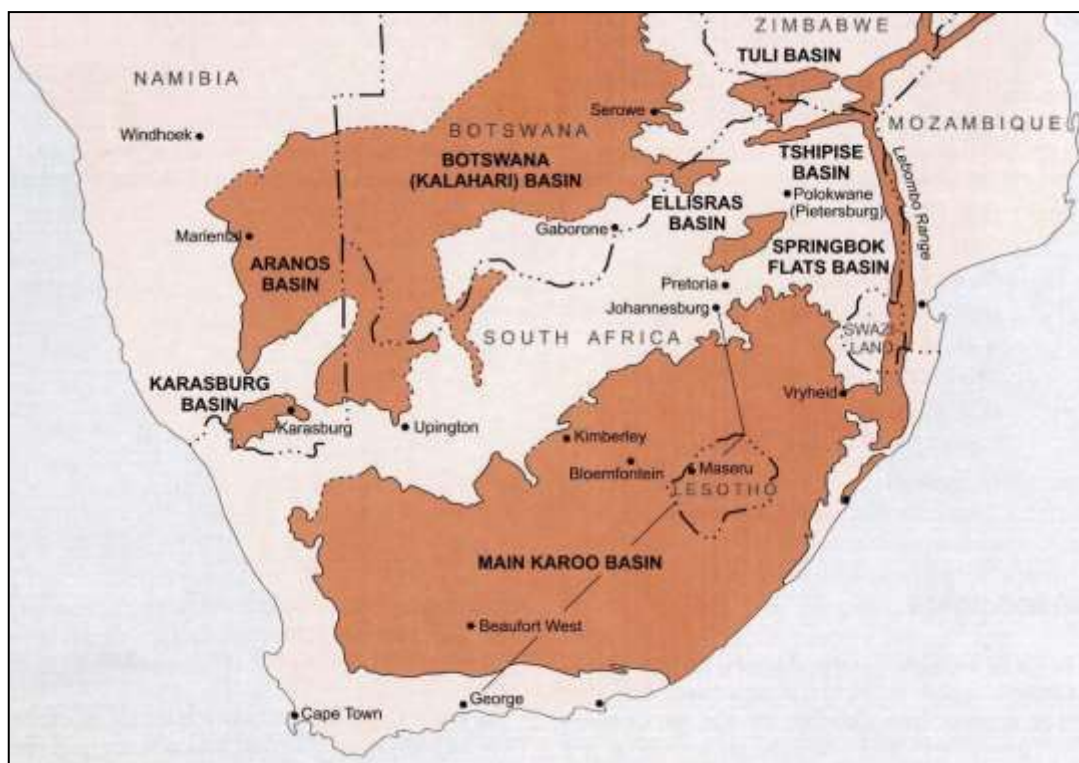 ZIMBABWE
TULI BASIN
NAMIBIA
Serowe
Windhoek
BOTSWANA
MOZAMBIQUE
BOTSWANA
(KALAHARI) BASIN
TSHIPISE
BASIN
Lebombo Range
Polokwane
(Pietersburg)
ELLISRAS
BASIN
Mariental
Gaborone
ARANOS
BASIN
SPRINGBOK
FLATS BASIN
Pretoria
Johannesburg
SOUTH AFRICA
SWAZI
LAND
KARASBURG
BASIN
Vryheid
Karasburg
Upington
Kimberley
Bloemfontein
Maseru
LESOTHO
MAIN KAROO BASIN
Beaufort West
George
Cape Town